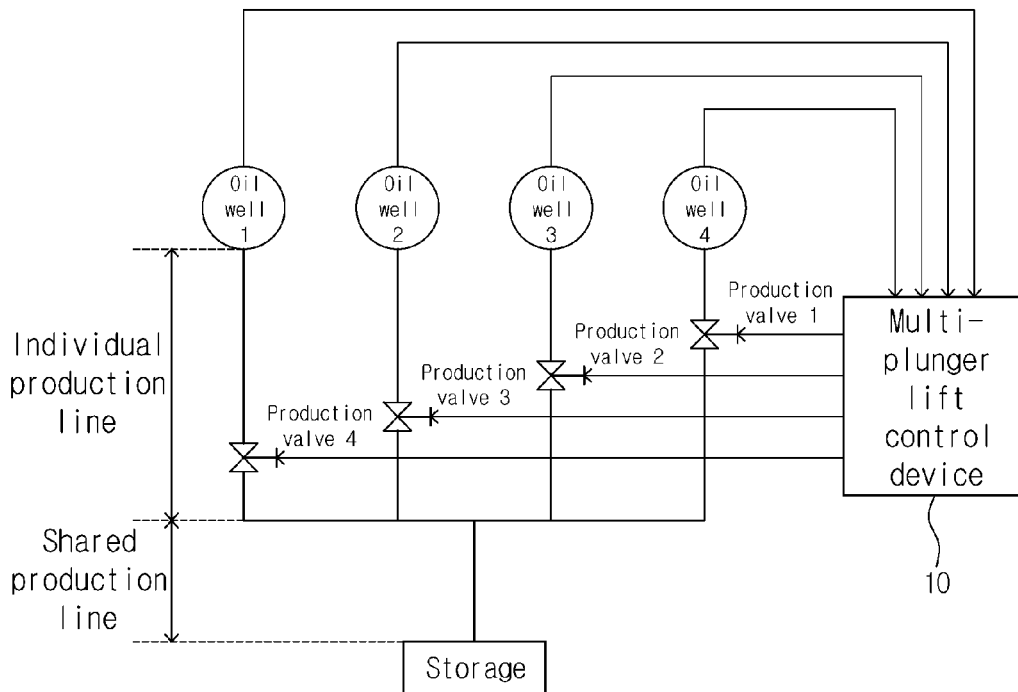 Oil
well
1
Oil
well
2
Oil
well
3
Oil
well
4
Production
valve 1
Production
valve 2
Production
valve 3
Production
valve 4
Multi-
plunger
lift
control
device
10
Individual
production
line
Shared
production
line
Storage